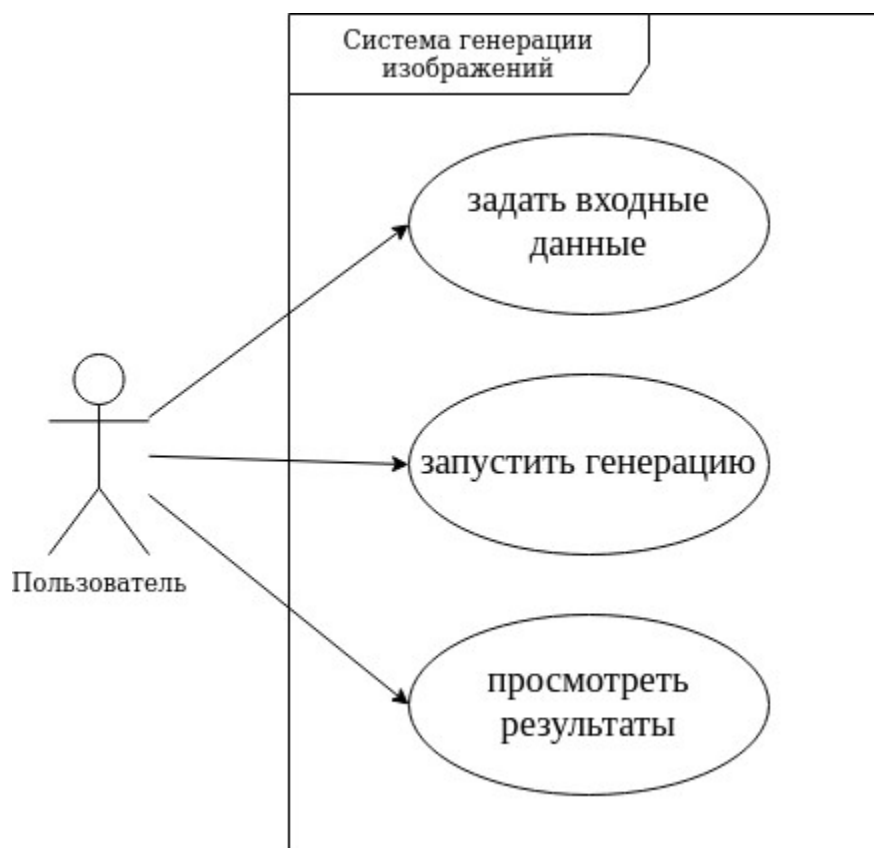 Система генерации
изображений
задать входные
данные
запустить генерацию
Пользователь
просмотреть
результаты